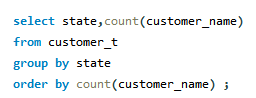 select state,count(customer_name)
from customer_t
group by state
order by count(customer_name) ;